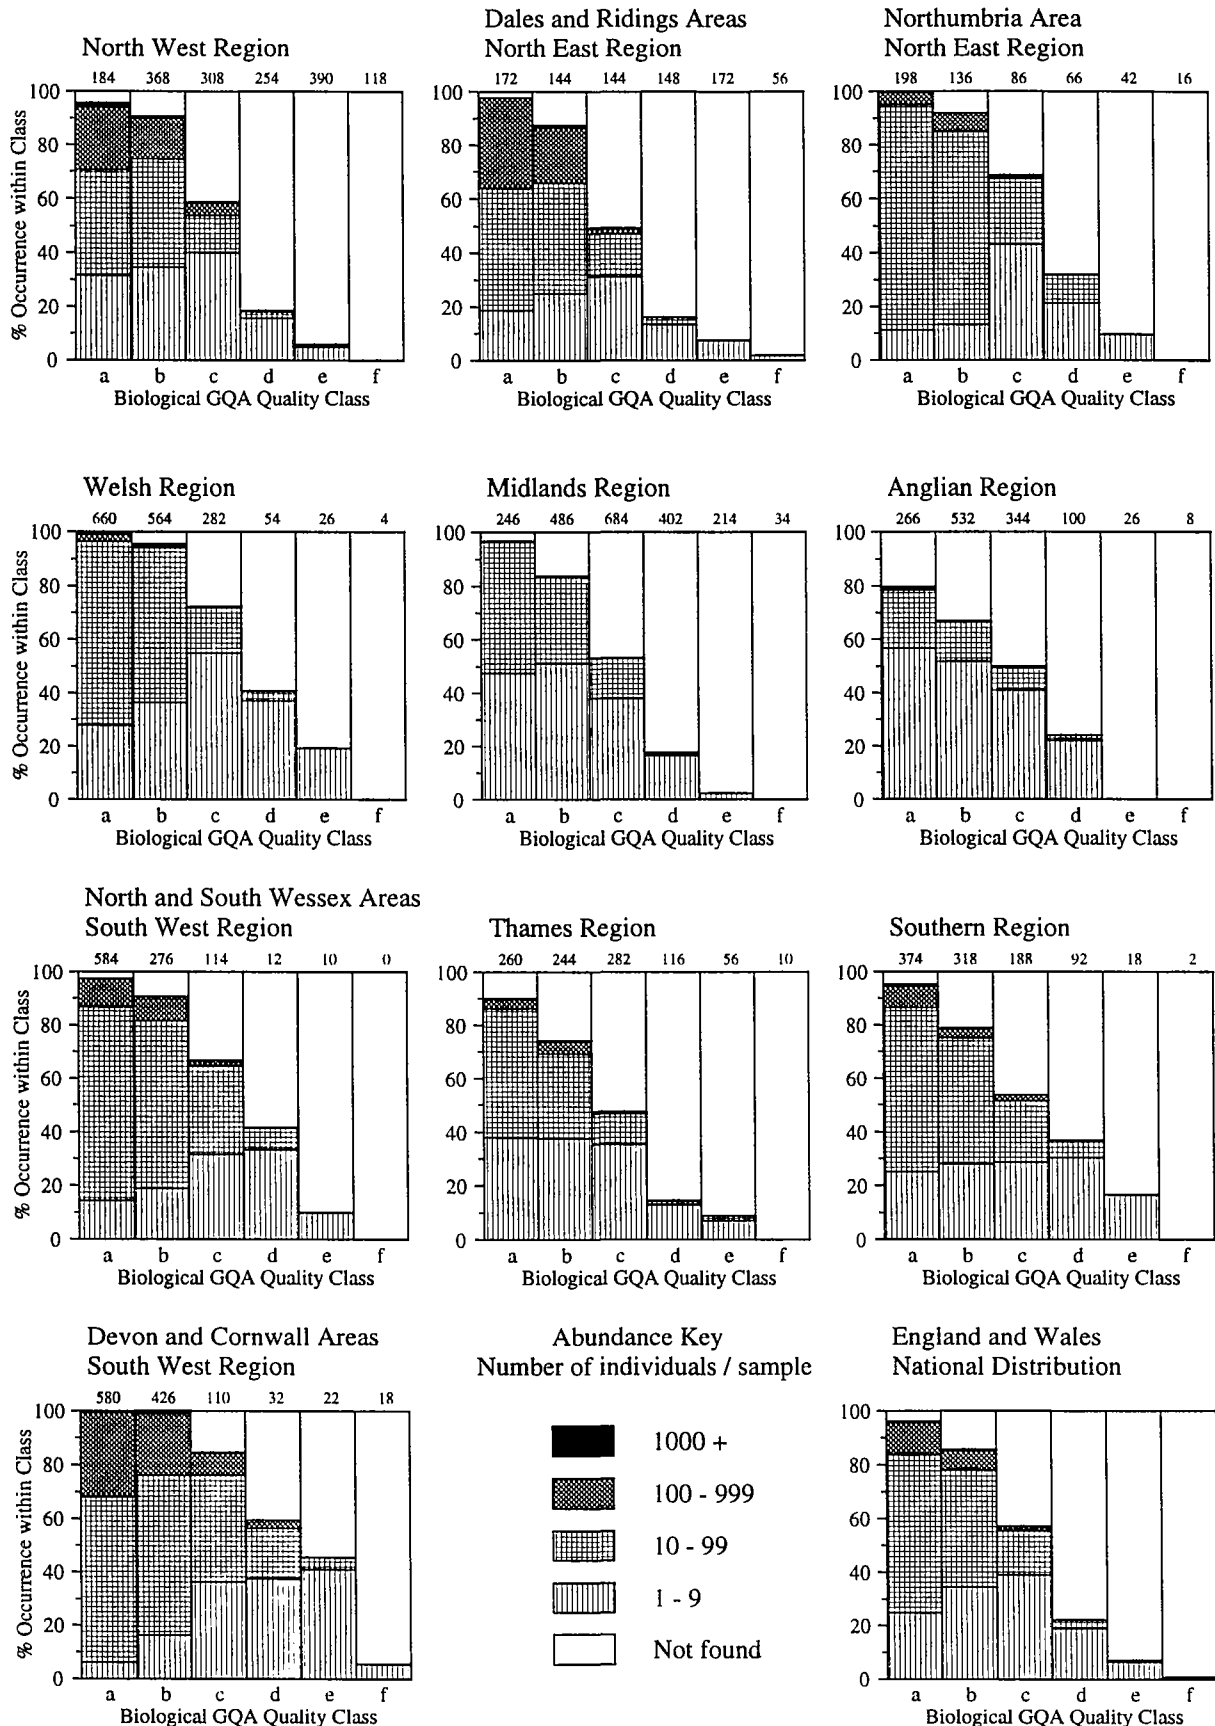 North West Region
184 368 308 254 390 118
100
80
60
40
20
0
% Occurrence within Class
a b c d e f
Biological GQA Quality Class
Dales and Ridings Areas
North East Region
172 144 144 148 172 56
100
80
60
40
20
0
a b c d e f
Biological GQA Quality Class
Northumbria Area
North East Region
198 136 86 66 42 16
100
80
60
40
20
0
a b c d e f
Biological GQA Quality Class
Welsh Region
660 564 282 54 26 4
100
80
60
40
20
0
% Occurrence within Class
a b c d e f
Biological GQA Quality Class
Midlands Region
246 486 684 402 214 34
100
80
60
40
20
0
a b c d e f
Biological GQA Quality Class
Anglian Region
266 532 344 100 26 8
100
80
60
40
20
0
a b c d e f
Biological GQA Quality Class
North and South Wessex Areas
South West Region
584 276 114 12 10 0
100
80
60
40
20
0
% Occurrence within Class
a b c d e f
Biological GQA Quality Class
Thames Region
260 244 282 116 56 10
100
80
60
40
20
0
a b c d e f
Biological GQA Quality Class
Southern Region
374 318 188 92 18 2
100
80
60
40
20
0
a b c d e f
Biological GQA Quality Class
Devon and Cornwall Areas
South West Region
580 426 110 32 22 18
100
80
60
40
20
0
% Occurrence within Class
a b c d e f
Biological GQA Quality Class
Abundance Key
Number of individuals / sample
1000 +
100 - 999
10 - 99
1 - 9
Not found
England and Wales
National Distribution
100
80
60
40
20
0
a b c d e f
Biological GQA Quality Class